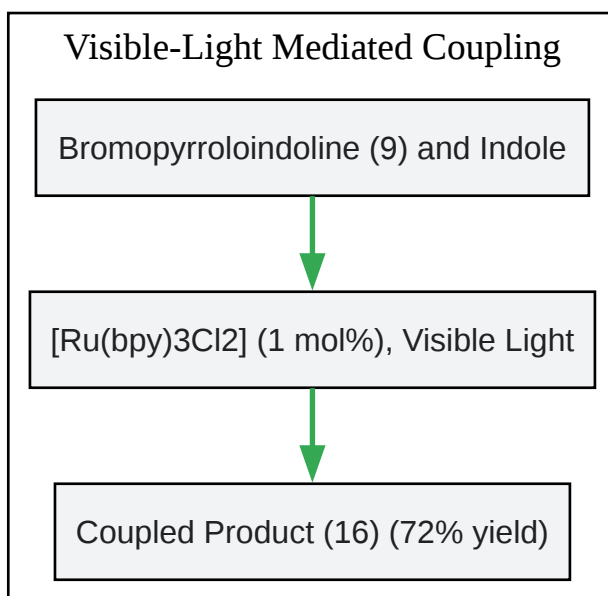 Visible-Light Mediated Coupling
Bromopyrroloindoline (9) and Indole
[Ru(bpy)3Cl2] (1 mol%), Visible Light
Coupled Product (16) (72% yield)